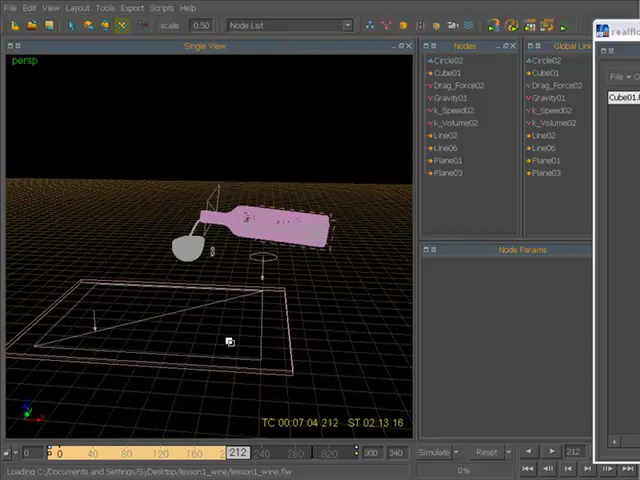 File Edit View Layout Tools Export Scripts Help
scale 0.50 Node List
Single View
persp
TC 00:07:04 212 ST 02.13.16
Nodes
Circle02
Cube01
Drag_Force02
Gravity01
k_Speed02
k_Volume02
Line02
Line06
Plane01
Plane03
Global Link
Circle02
Cube01
Drag_Force02
Gravity01
k_Speed02
k_Volume02
Line02
Line06
Plane01
Plane03
Node Params
realflo
File
Cube01.
0 0 40 80 120 160 212 240 280 320 300 340
Simulate Reset 212
0%
Loading C:/Documents and Settings/Si/Desktop/lesson1_wine/lesson1_wine.flw